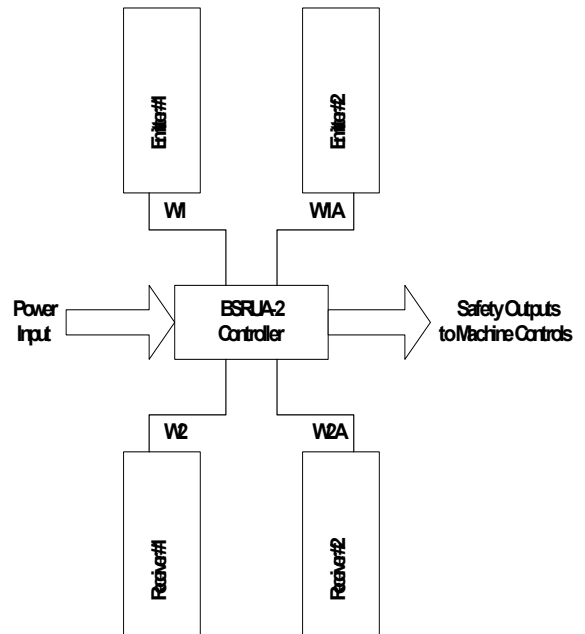 Emitter#1
Emitter#2
W1
W1A
Power
Input
BSRUA-2
Controller
Safety Outputs
to Machine Controls
W2
W2A
Receiver#1
Receiver#2